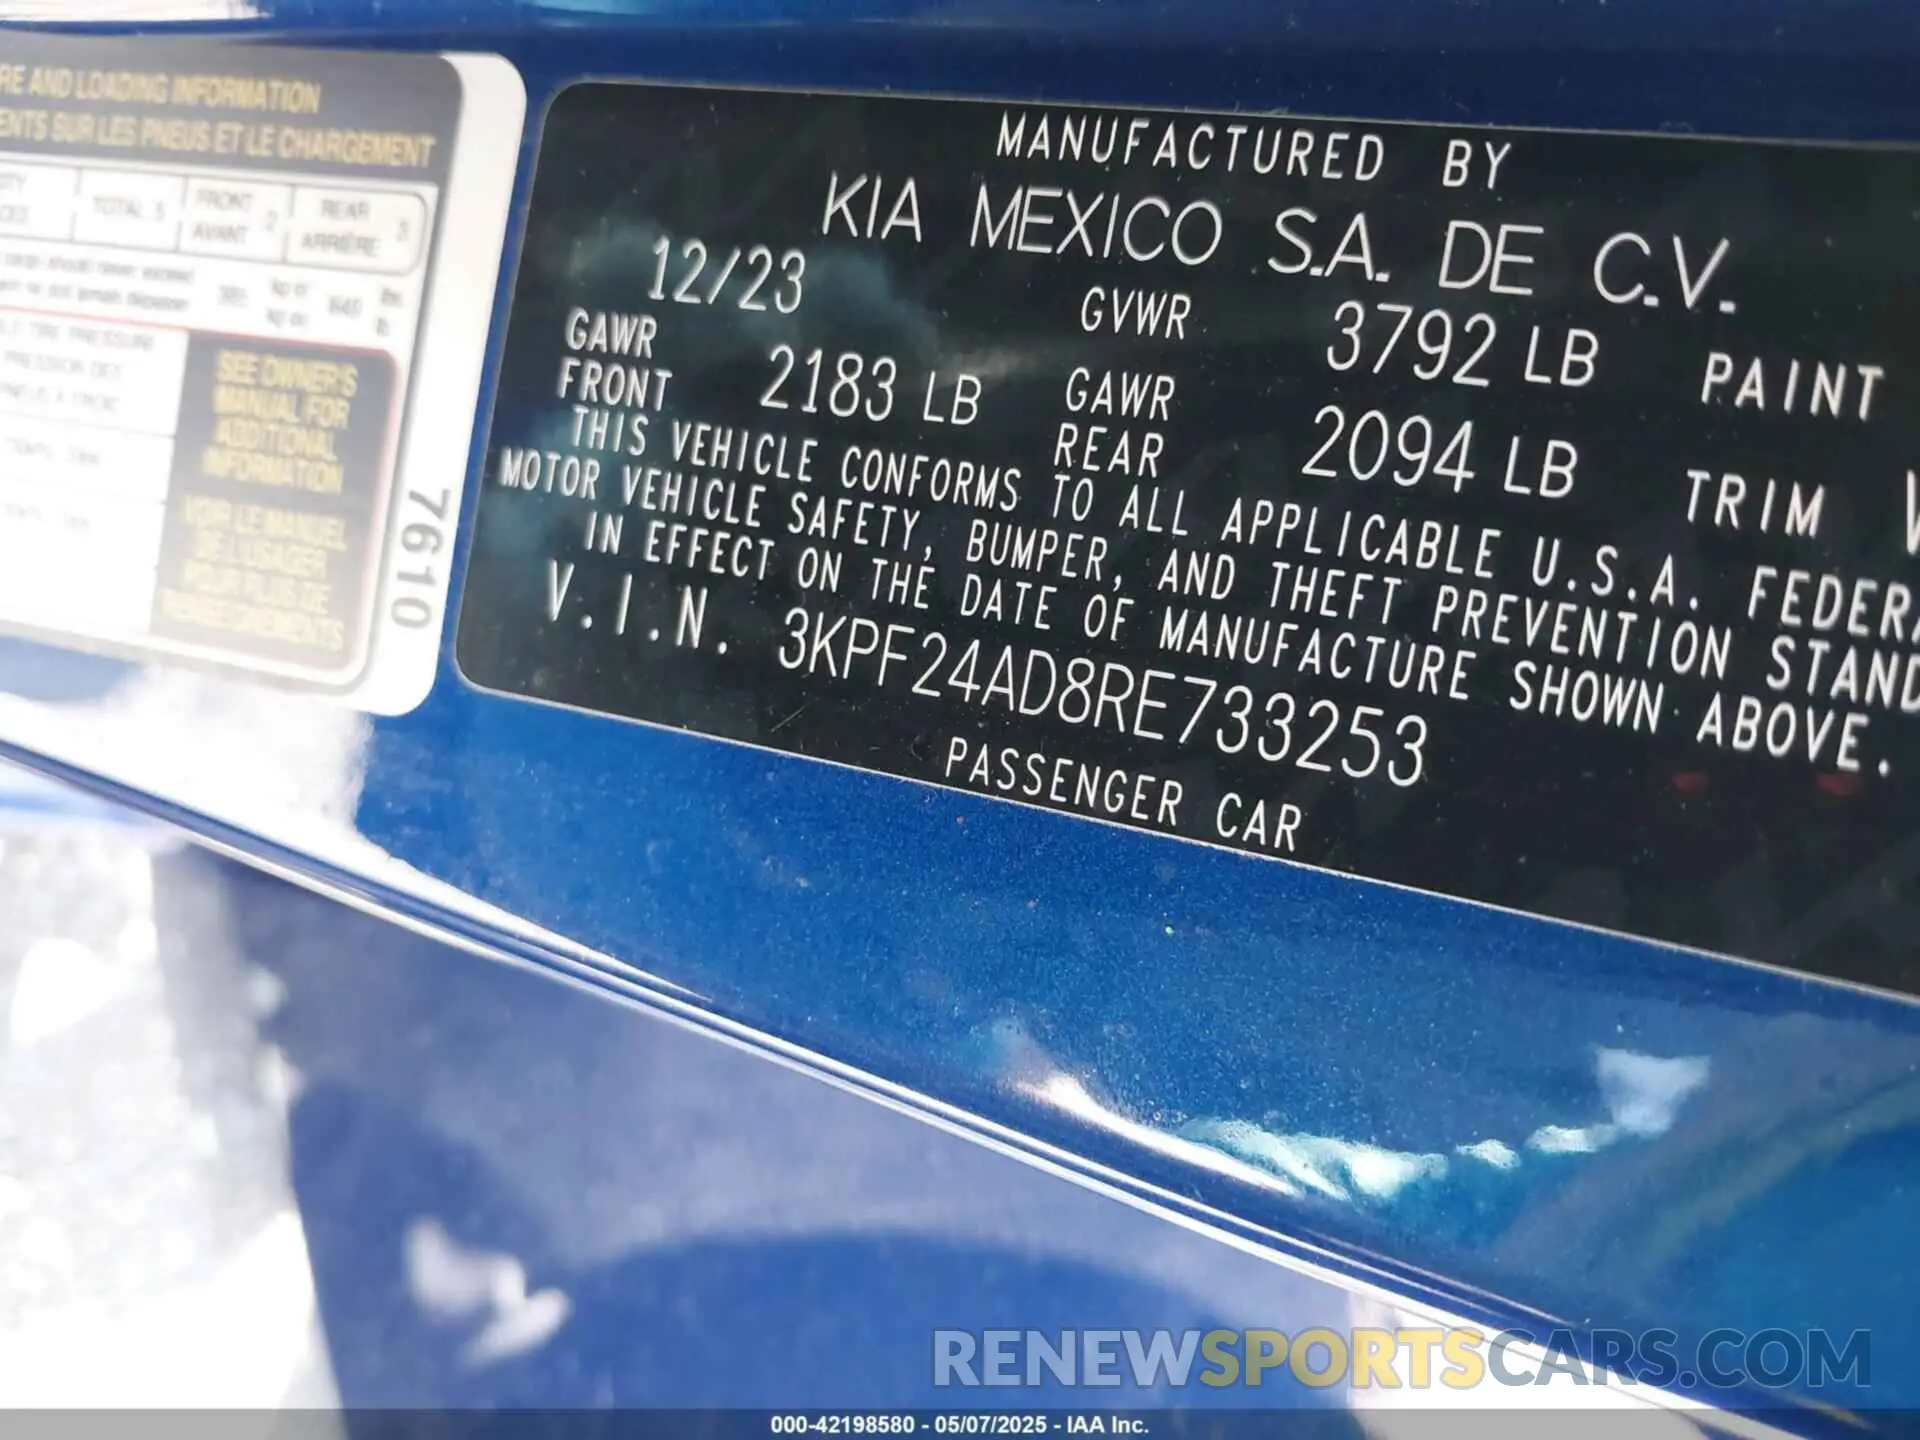 RE AND LOADING INFORMATION
ENTS SUR LES PNEUS ET LE CHARGEMENT
TOTAL 5 FRONT AVANT 2 REAR ARRIÈRE 3
TIRE PRESSURE
SEE OWNER'S
MANUAL FOR
ADDITIONAL
INFORMATION
VOIR LE MANUEL
DE L'USAGER
POUR PLUS DE
RENSEIGNEMENTS
7610
MANUFACTURED BY
KIA MEXICO S.A. DE C.V.
12/23 GVWR 3792 LB PAINT
GAWR FRONT 2183 LB GAWR REAR 2094 LB TRIM
THIS VEHICLE CONFORMS TO ALL APPLICABLE U.S.A. FEDERA
MOTOR VEHICLE SAFETY, BUMPER, AND THEFT PREVENTION STAND
IN EFFECT ON THE DATE OF MANUFACTURE SHOWN ABOVE.
V.I.N. 3KPF24AD8RE733253
PASSENGER CAR
RENEWSPORTSCARS.COM
000-42198580 - 05/07/2025 - IAA Inc.